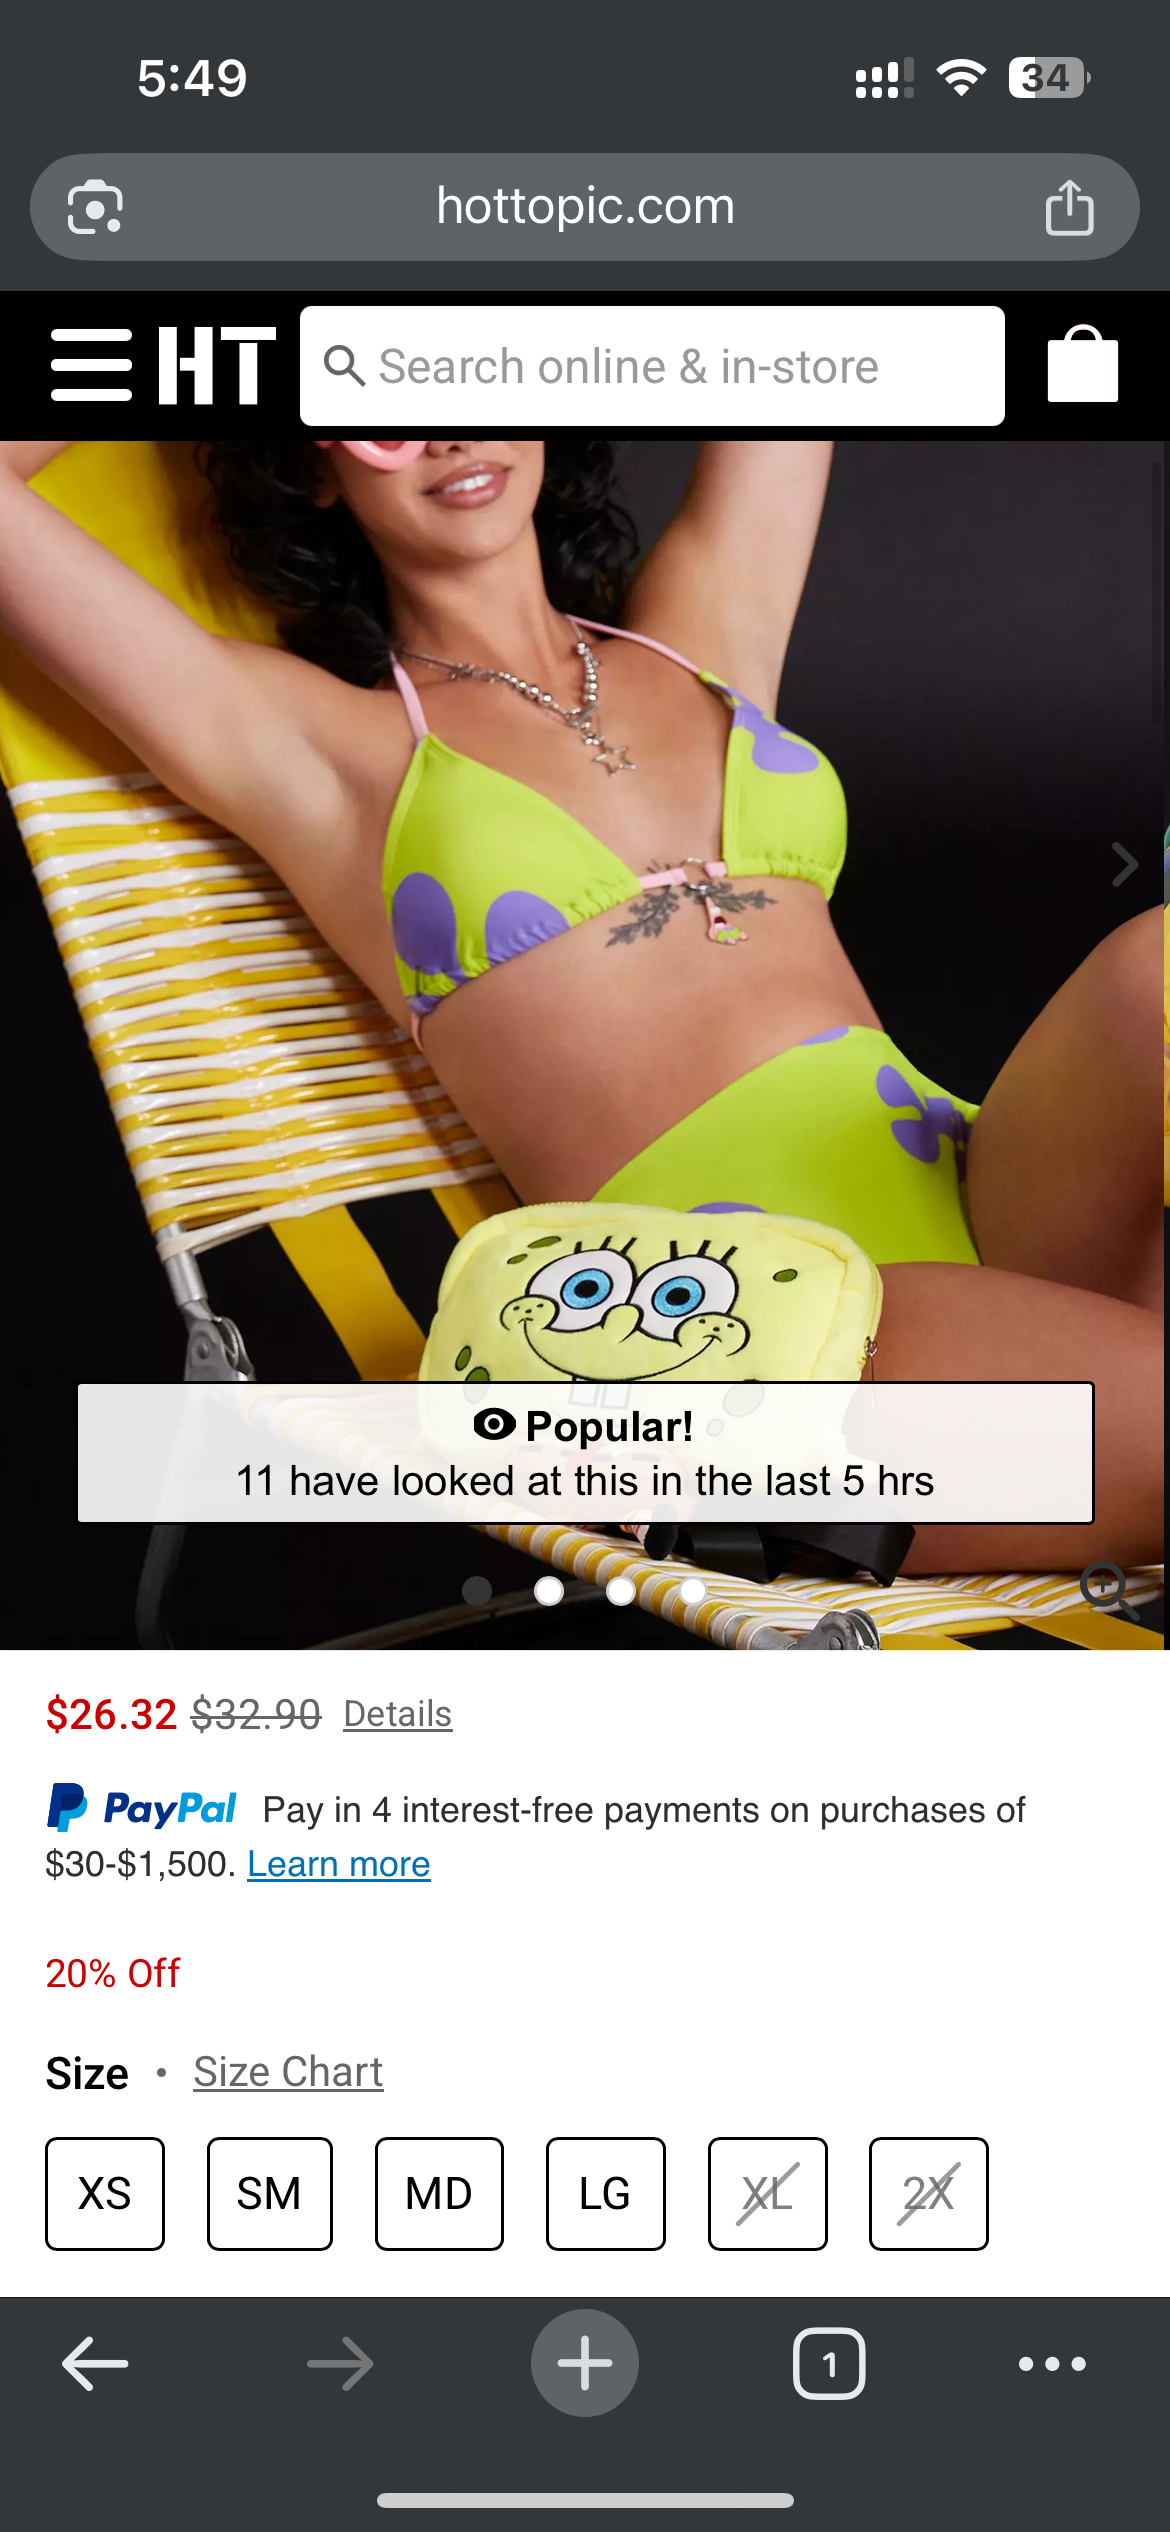 5:49
34
hottopic.com
HT
Search online & in-store
Popular!
11 have looked at this in the last 5 hrs
$26.32 $32.90 Details
PayPal Pay in 4 interest-free payments on purchases of
$30-$1,500. Learn more
20% Off
Size • Size Chart
XS SM MD LG XL 2X
1